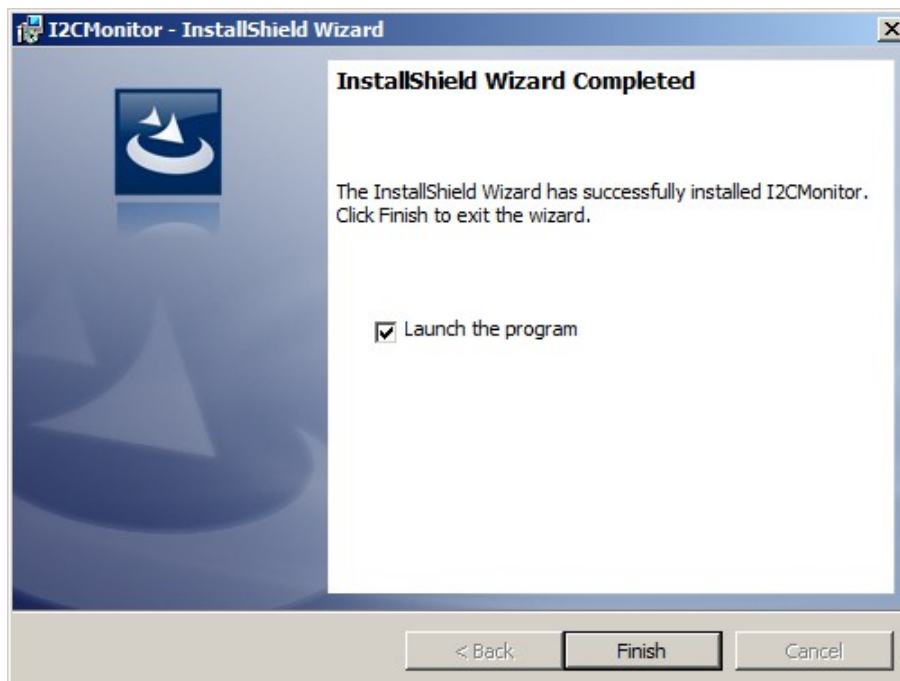 I2CMonitor - InstallShield Wizard
InstallShield Wizard Completed
The InstallShield Wizard has successfully installed I2CMonitor.
Click Finish to exit the wizard.
Launch the program
< Back
Finish
Cancel